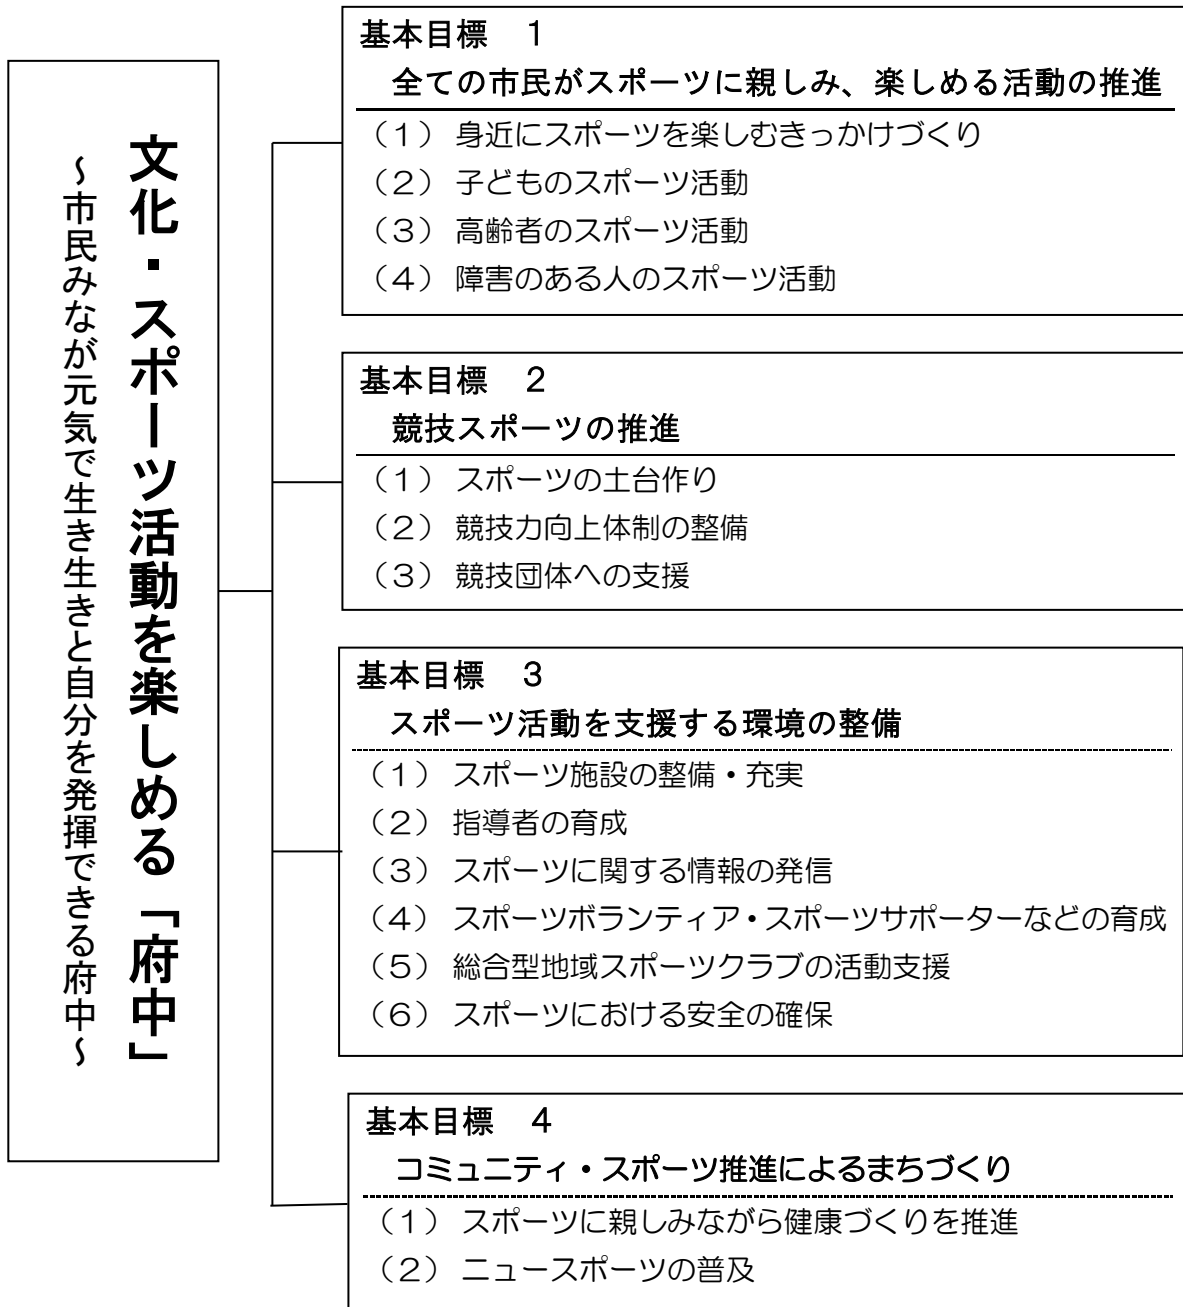 文化・スポーツ活動を楽しめる「府中」
～市民みなが元気で生き生きと自分を発揮できる府中～
基本目標　1
全ての市民がスポーツに親しみ、楽しめる活動の推進
（1） 身近にスポーツを楽しむきっかけづくり
（2） 子どものスポーツ活動
（3） 高齢者のスポーツ活動
（4） 障害のある人のスポーツ活動
基本目標　2
競技スポーツの推進
（1） スポーツの土台作り
（2） 競技力向上体制の整備
（3） 競技団体への支援
基本目標　3
スポーツ活動を支援する環境の整備
（1） スポーツ施設の整備・充実
（2） 指導者の育成
（3） スポーツに関する情報の発信
（4） スポーツボランティア・スポーツサポーターなどの育成
（5） 総合型地域スポーツクラブの活動支援
（6） スポーツにおける安全の確保
基本目標　4
コミュニティ・スポーツ推進によるまちづくり
（1） スポーツに親しみながら健康づくりを推進
（2） ニュースポーツの普及